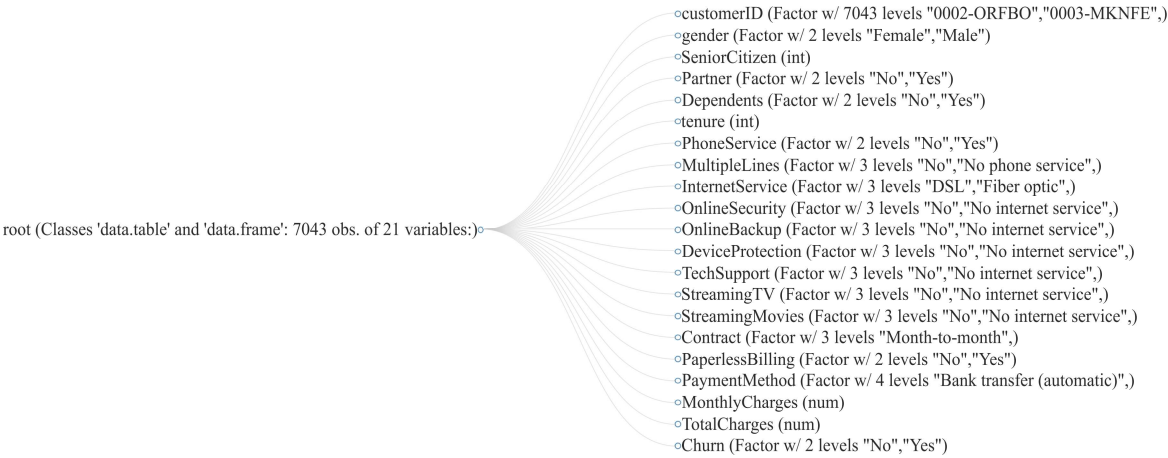 customerID (Factor w/ 7043 levels "0002-ORFBO","0003-MKNFE",)
gender (Factor w/ 2 levels "Female","Male")
SeniorCitizen (int)
Partner (Factor w/ 2 levels "No","Yes")
Dependents (Factor w/ 2 levels "No","Yes")
tenure (int)
PhoneService (Factor w/ 2 levels "No","Yes")
MultipleLines (Factor w/ 3 levels "No","No phone service",)
InternetService (Factor w/ 3 levels "DSL","Fiber optic",)
OnlineSecurity (Factor w/ 3 levels "No","No internet service",)
root (Classes 'data.table' and 'data.frame': 7043 obs. of 21 variables:)
OnlineBackup (Factor w/ 3 levels "No","No internet service",)
DeviceProtection (Factor w/ 3 levels "No","No internet service",)
TechSupport (Factor w/ 3 levels "No","No internet service",)
StreamingTV (Factor w/ 3 levels "No","No internet service",)
StreamingMovies (Factor w/ 3 levels "No","No internet service",)
Contract (Factor w/ 3 levels "Month-to-month",)
PaperlessBilling (Factor w/ 2 levels "No","Yes")
PaymentMethod (Factor w/ 4 levels "Bank transfer (automatic)",)
MonthlyCharges (num)
TotalCharges (num)
Churn (Factor w/ 2 levels "No","Yes")